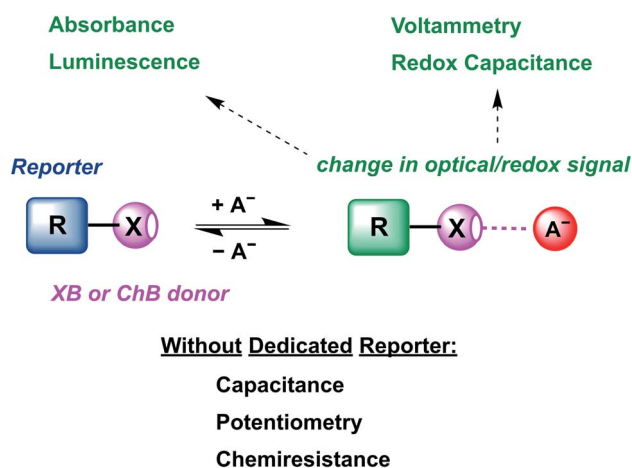 Absorbance
Luminescence
Voltammetry
Redox Capacitance
Reporter
change in optical/redox signal
R
X
+ A⁻
− A⁻
R
X
A⁻
XB or ChB donor
Without Dedicated Reporter:
Capacitance
Potentiometry
Chemiresistance